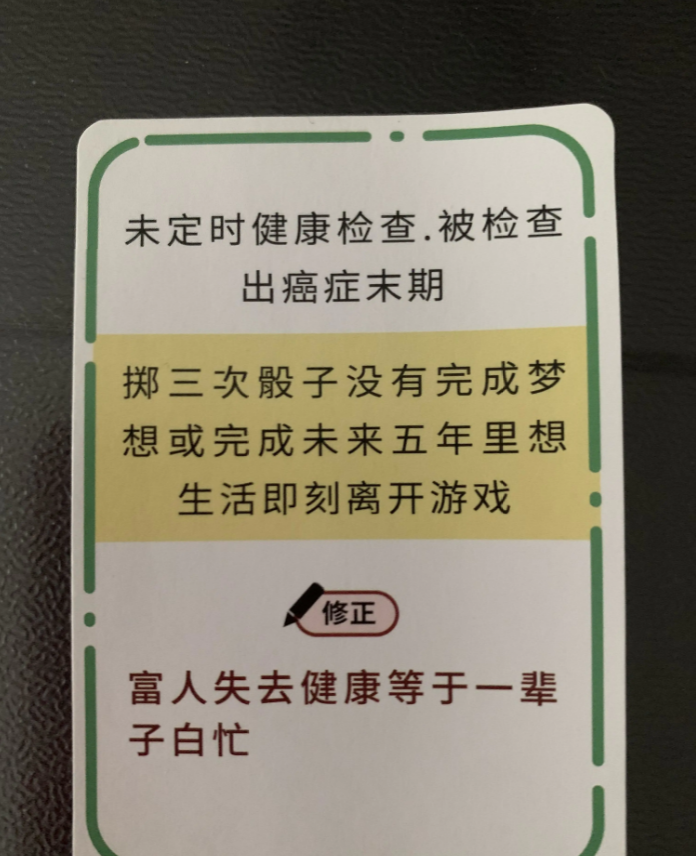 未定时健康检查.被检查
出癌症末期
掷三次骰子没有完成梦
想或完成未来五年里想
生活即刻离开游戏
修正
富人失去健康等于一辈
子白忙